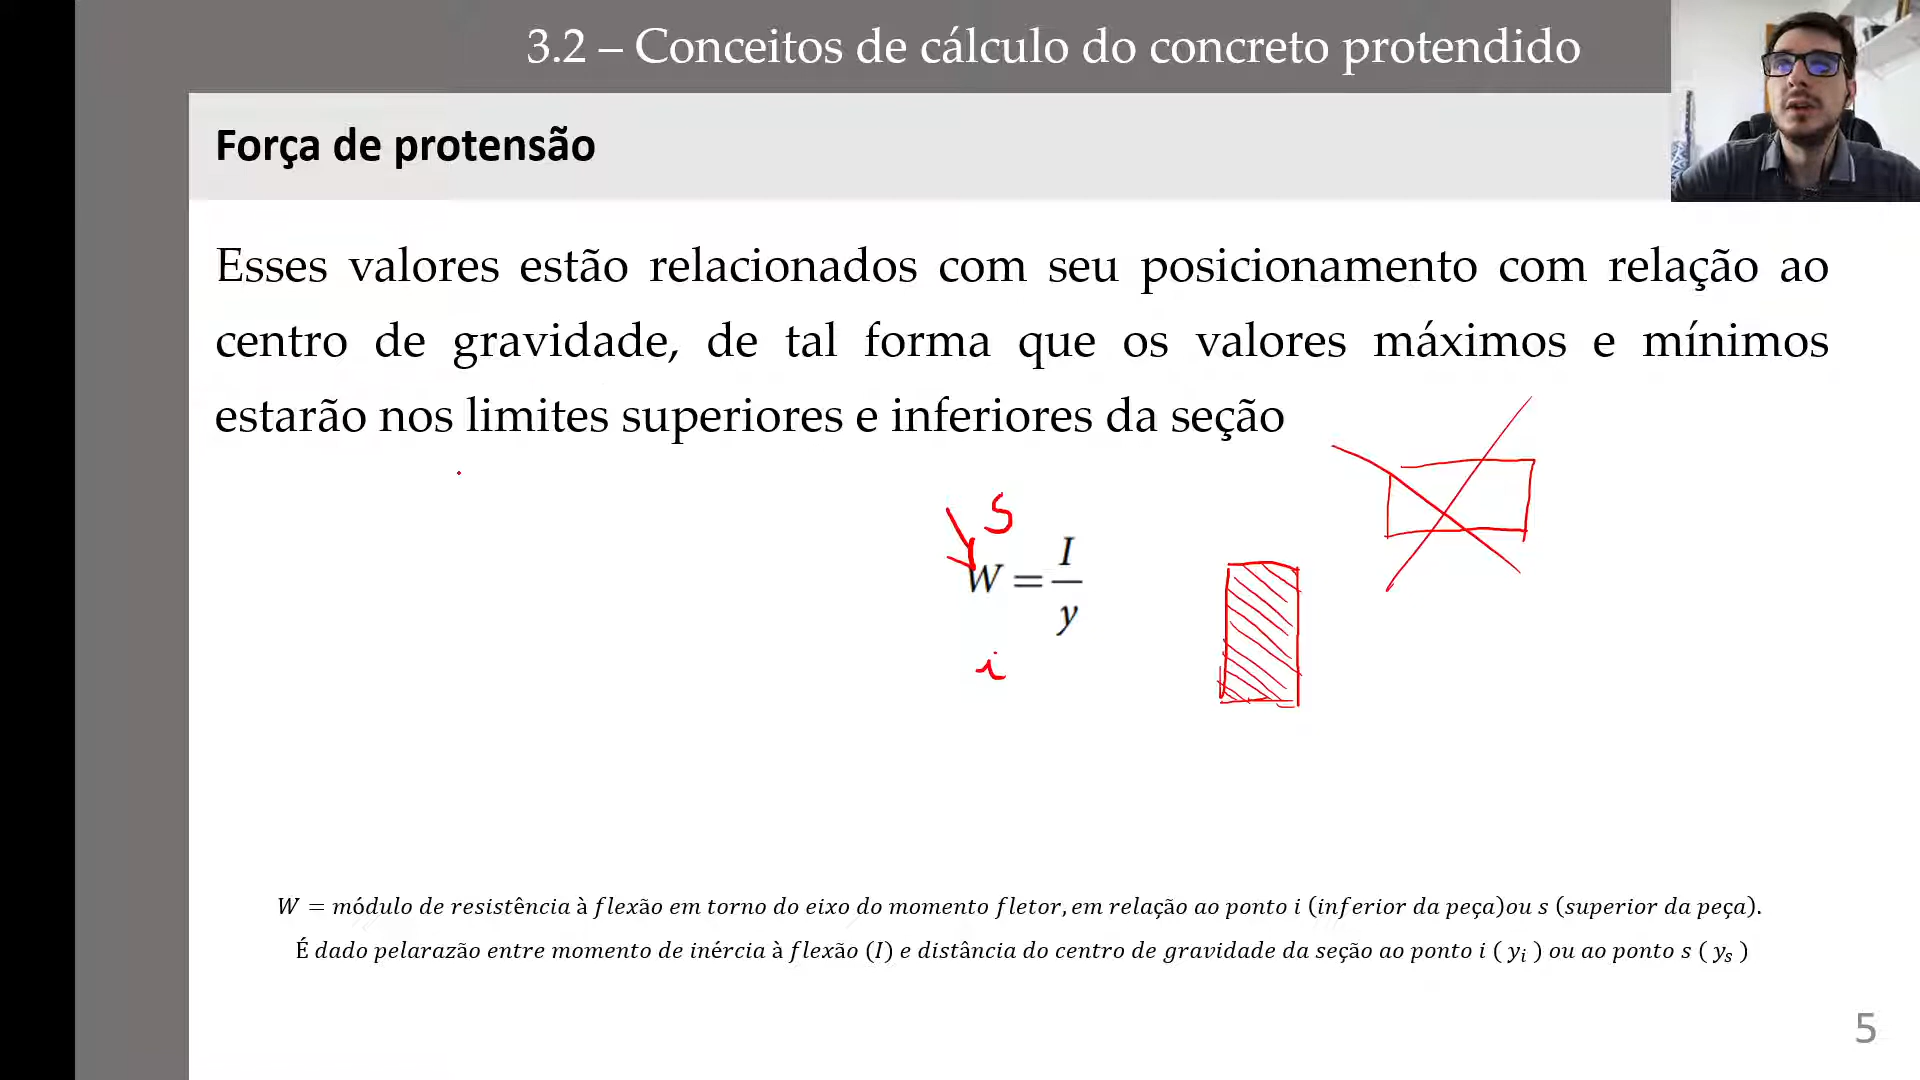 3.2 – Conceitos de cálculo do concreto protendido
Força de protensão
Esses valores estão relacionados com seu posicionamento com relação ao
centro de gravidade, de tal forma que os valores máximos e mínimos
estarão nos limites superiores e inferiores da seção
s
W = I/y
i
W = módulo de resistência à flexão em torno do eixo do momento fletor, em relação ao ponto i (inferior da peça)ou s (superior da peça).
É dado pelarazão entre momento de inércia à flexão (I) e distância do centro de gravidade da seção ao ponto i ( yᵢ ) ou ao ponto s ( yₛ )
5